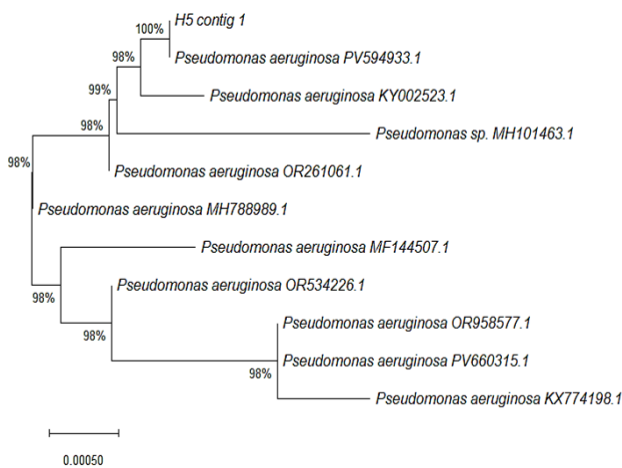 H5 contig 1
100%
98%
Pseudomonas aeruginosa PV594933.1
99%
Pseudomonas aeruginosa KY002523.1
98%
Pseudomonas sp. MH101463.1
98%
Pseudomonas aeruginosa OR261061.1
Pseudomonas aeruginosa MH788989.1
Pseudomonas aeruginosa MF144507.1
98%
Pseudomonas aeruginosa OR534226.1
98%
Pseudomonas aeruginosa OR958577.1
Pseudomonas aeruginosa PV660315.1
98%
Pseudomonas aeruginosa KX774198.1
0.00050